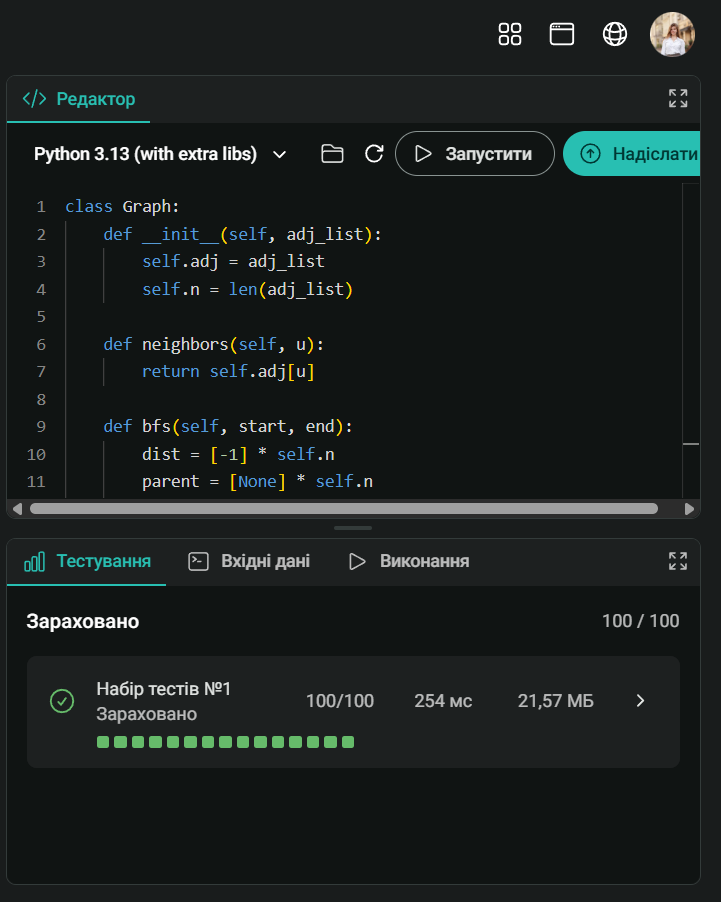 </> Редактор
Python 3.13 (with extra libs)
Запустити
Надіслати
1 class Graph:
2     def __init__(self, adj_list):
3         self.adj = adj_list
4         self.n = len(adj_list)
5
6     def neighbors(self, u):
7         return self.adj[u]
8
9     def bfs(self, start, end):
10         dist = [-1] * self.n
11         parent = [None] * self.n
Тестування Вхідні дані Виконання
Зараховано 100 / 100
Набір тестів №1 100/100 254 мс 21,57 МБ
Зараховано